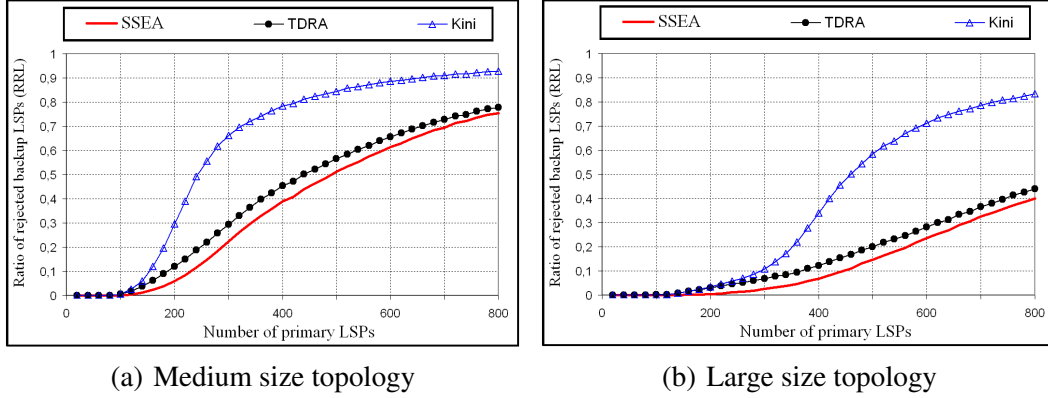 SSEA TDRA Kini
Ratio of rejected backup LSPs (RRL)
1
0,9
0,8
0,7
0,6
0,5
0,4
0,3
0,2
0,1
0
0 200 400 600 800
Number of primary LSPs
(a) Medium size topology
SSEA TDRA Kini
Ratio of rejected backup LSPs (RRL)
1
0,9
0,8
0,7
0,6
0,5
0,4
0,3
0,2
0,1
0
0 200 400 600 800
Number of primary LSPs
(b) Large size topology